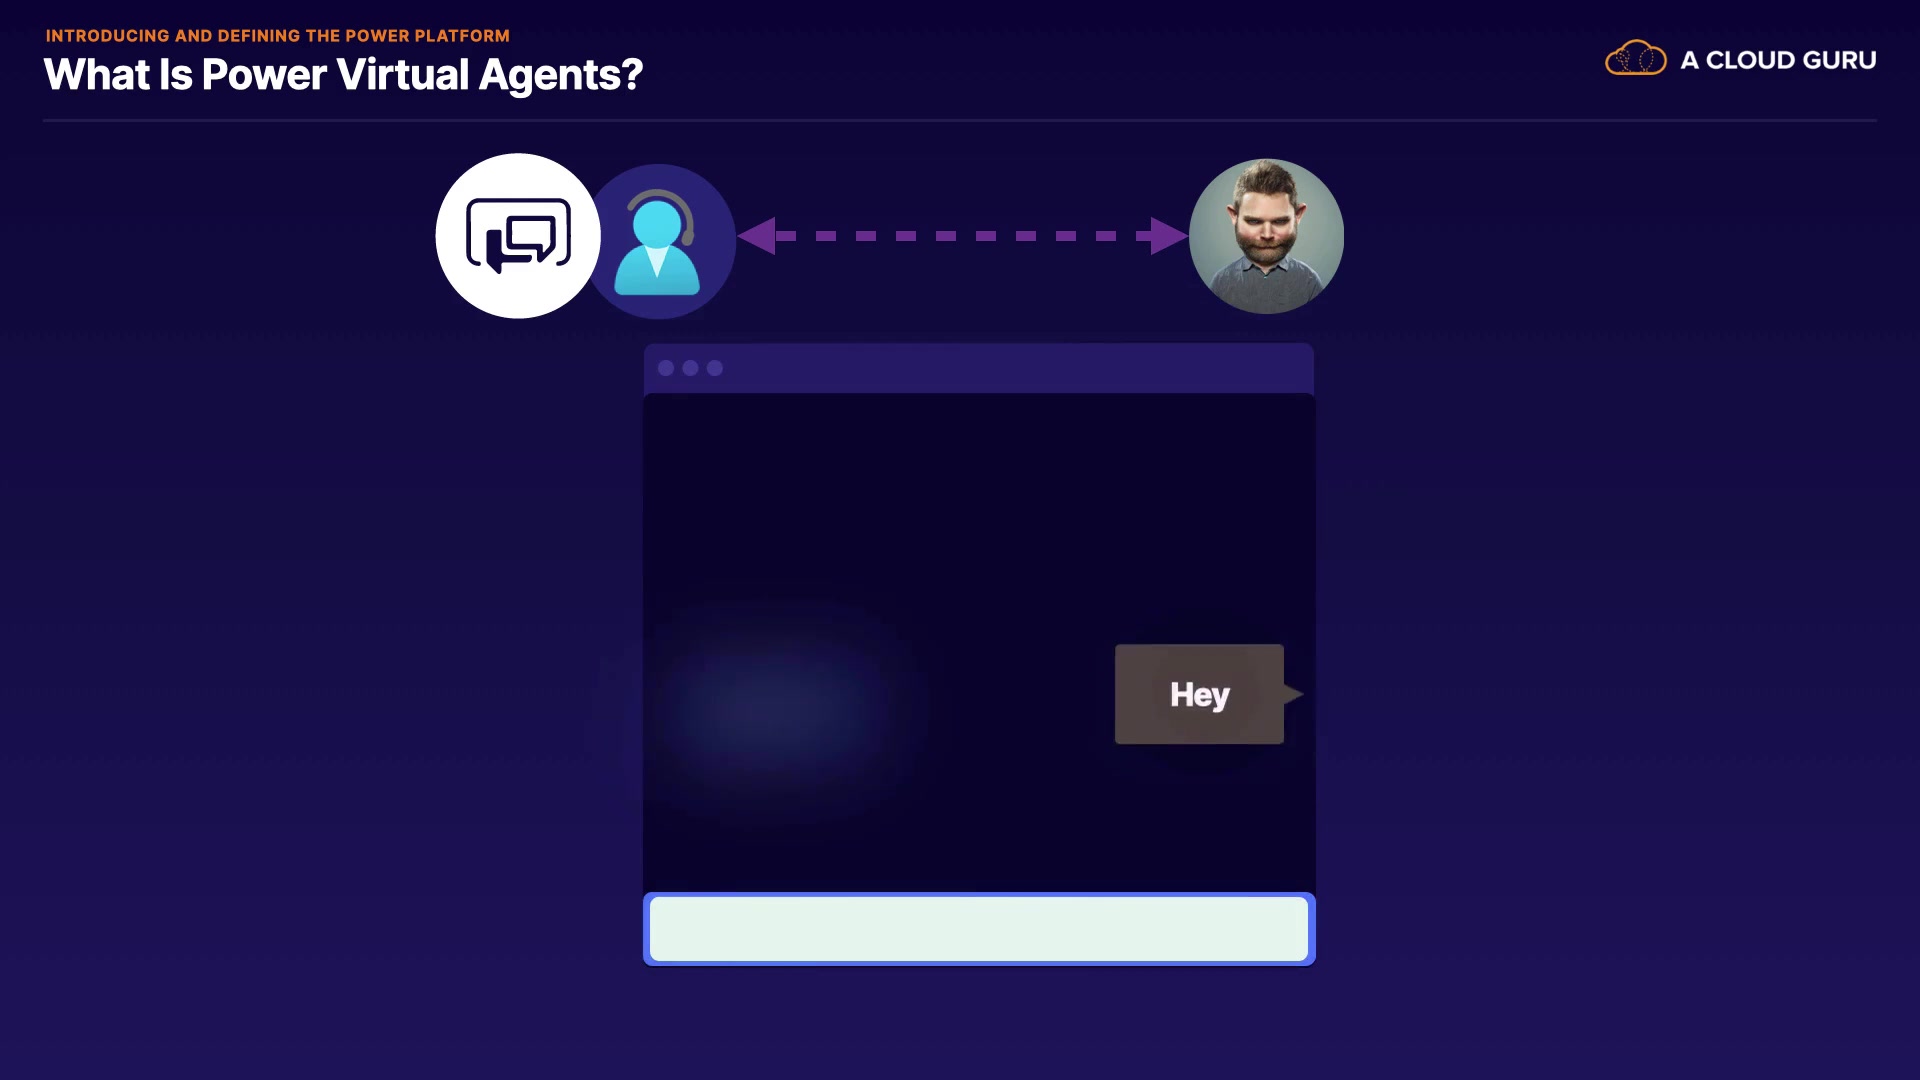 INTRODUCING AND DEFINING THE POWER PLATFORM
What Is Power Virtual Agents?
A CLOUD GURU
Hey